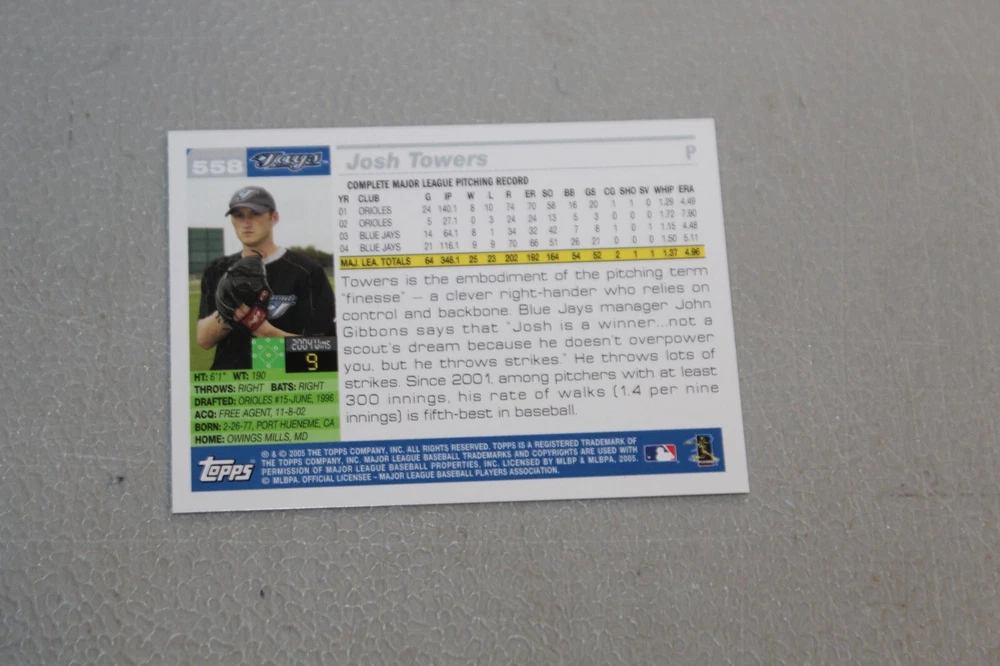 558 Jays Josh Towers P
COMPLETE MAJOR LEAGUE PITCHING RECORD
YR CLUB G IP W L R ER SO BB GS CG SHO SV WHIP ERA
01 ORIOLES 24 140.1 8 10 74 70 58 16 20 1 1 0 1.29 4.49
02 ORIOLES 5 27.1 0 3 24 24 13 5 3 0 0 0 1.72 7.90
03 BLUE JAYS 14 64.1 8 1 34 32 42 7 8 1 0 1 1.15 4.48
04 BLUE JAYS 21 116.1 9 9 70 66 51 26 21 0 0 0 1.50 5.11
MAJ. LEA. TOTALS 64 348.1 25 23 202 192 164 54 52 2 1 1 1.37 4.96
Towers is the embodiment of the pitching term
"finesse" – a clever right-hander who relies on
control and backbone. Blue Jays manager John
Gibbons says that "Josh is a winner...not a
scout's dream because he doesn't overpower
you, but he throws strikes." He throws lots of
strikes. Since 2001, among pitchers with at least
300 innings, his rate of walks (1.4 per nine
innings) is fifth-best in baseball.
2004 Wins
9
HT: 6'1" WT: 190
THROWS: RIGHT BATS: RIGHT
DRAFTED: ORIOLES #15-JUNE, 1996
ACQ: FREE AGENT, 11-8-02
BORN: 2-26-77, PORT HUENEME, CA
HOME: OWINGS MILLS, MD
topps
® & © 2005 THE TOPPS COMPANY, INC. ALL RIGHTS RESERVED. TOPPS IS A REGISTERED TRADEMARK OF
THE TOPPS COMPANY, INC. MAJOR LEAGUE BASEBALL TRADEMARKS AND COPYRIGHTS ARE USED WITH
PERMISSION OF MAJOR LEAGUE BASEBALL PROPERTIES, INC. LICENSED BY MLBP & MLBPA, 2005.
© MLBPA. OFFICIAL LICENSEE – MAJOR LEAGUE BASEBALL PLAYERS ASSOCIATION.